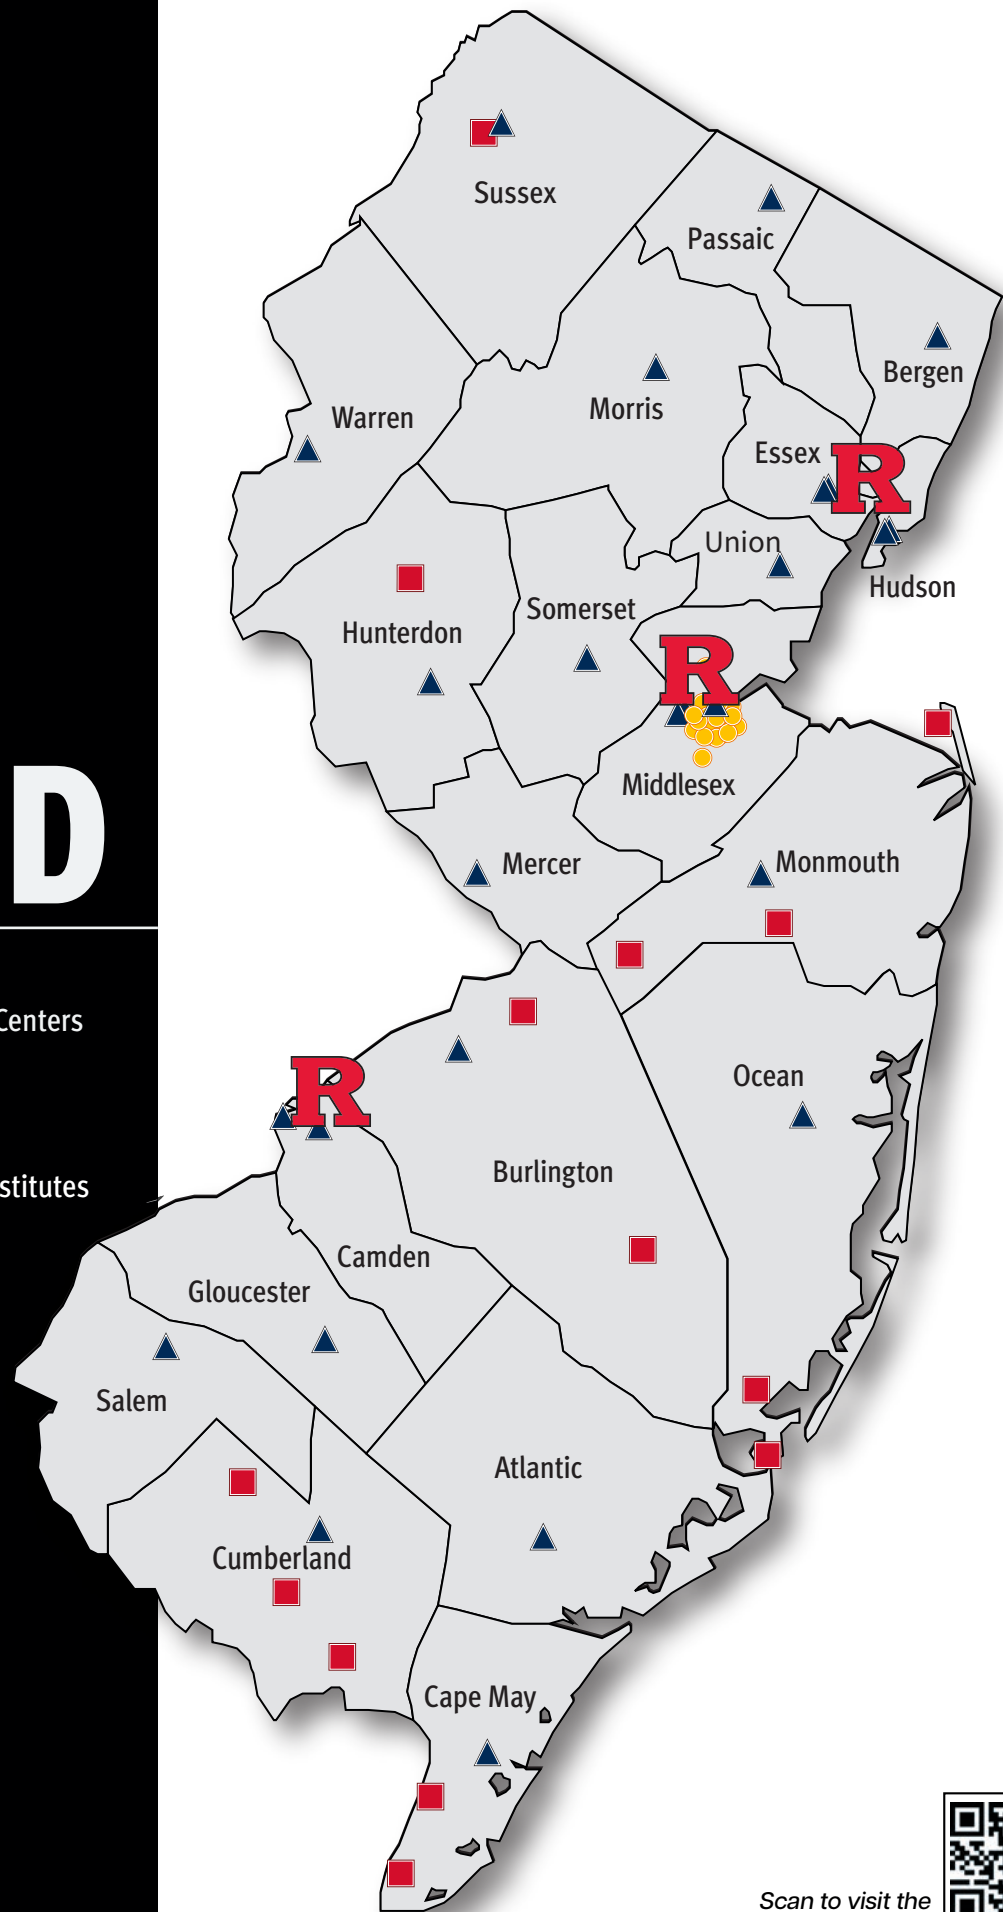 Sussex
Passaic
Bergen
Warren
Morris
Essex
R
Union
Hudson
Somerset
Hunterdon
R
Middlesex
D
Mercer
Monmouth
Centers
Ocean
R
Burlington
stitutes
Camden
Gloucester
Salem
Atlantic
Cumberland
Cape May
Scan to visit the